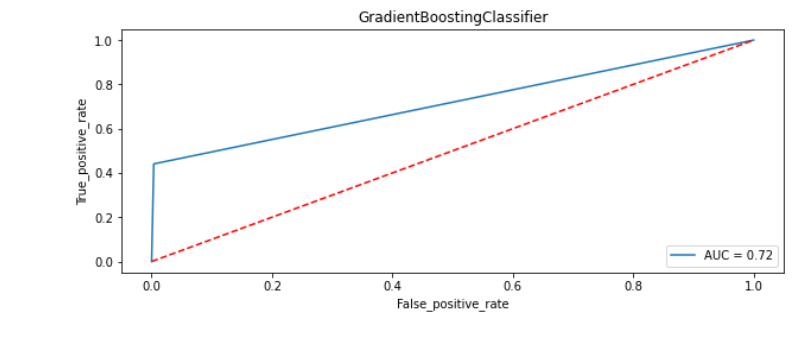 GradientBoostingClassifier
1.0
0.8
0.6
0.4
0.2
0.0
True_positive_rate
0.0 0.2 0.4 0.6 0.8 1.0
False_positive_rate
AUC = 0.72